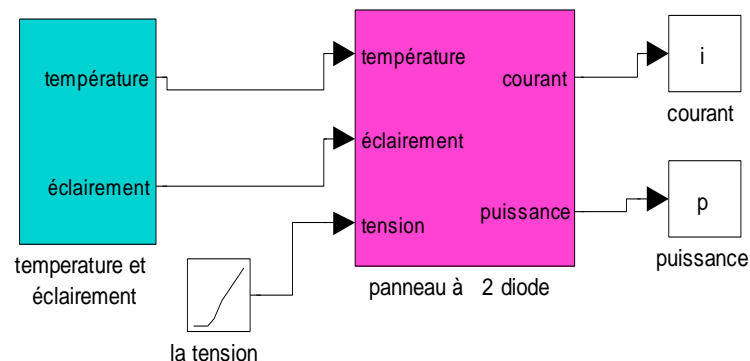 température
éclairement
temperature et
éclairement
la tension
température
éclairement
tension
courant
puissance
panneau à 2 diode
i
courant
p
puissance